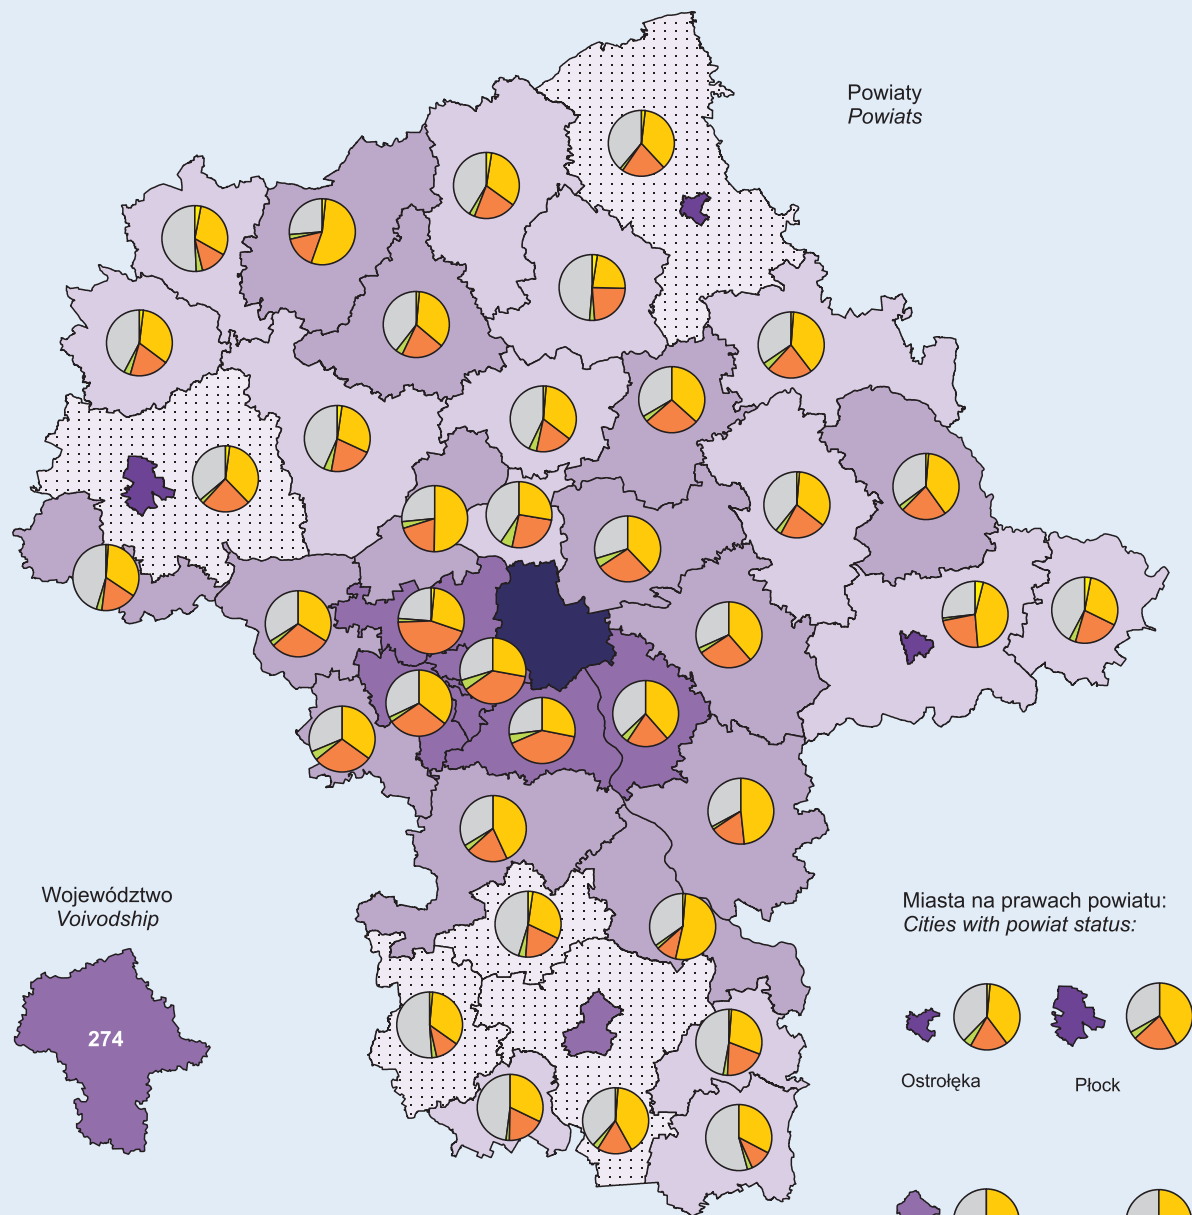 Powiaty
Powiats
Województwo
Voivodship
274
Miasta na prawach powiatu:
Cities with powiat status:
Ostrołęka
Płock